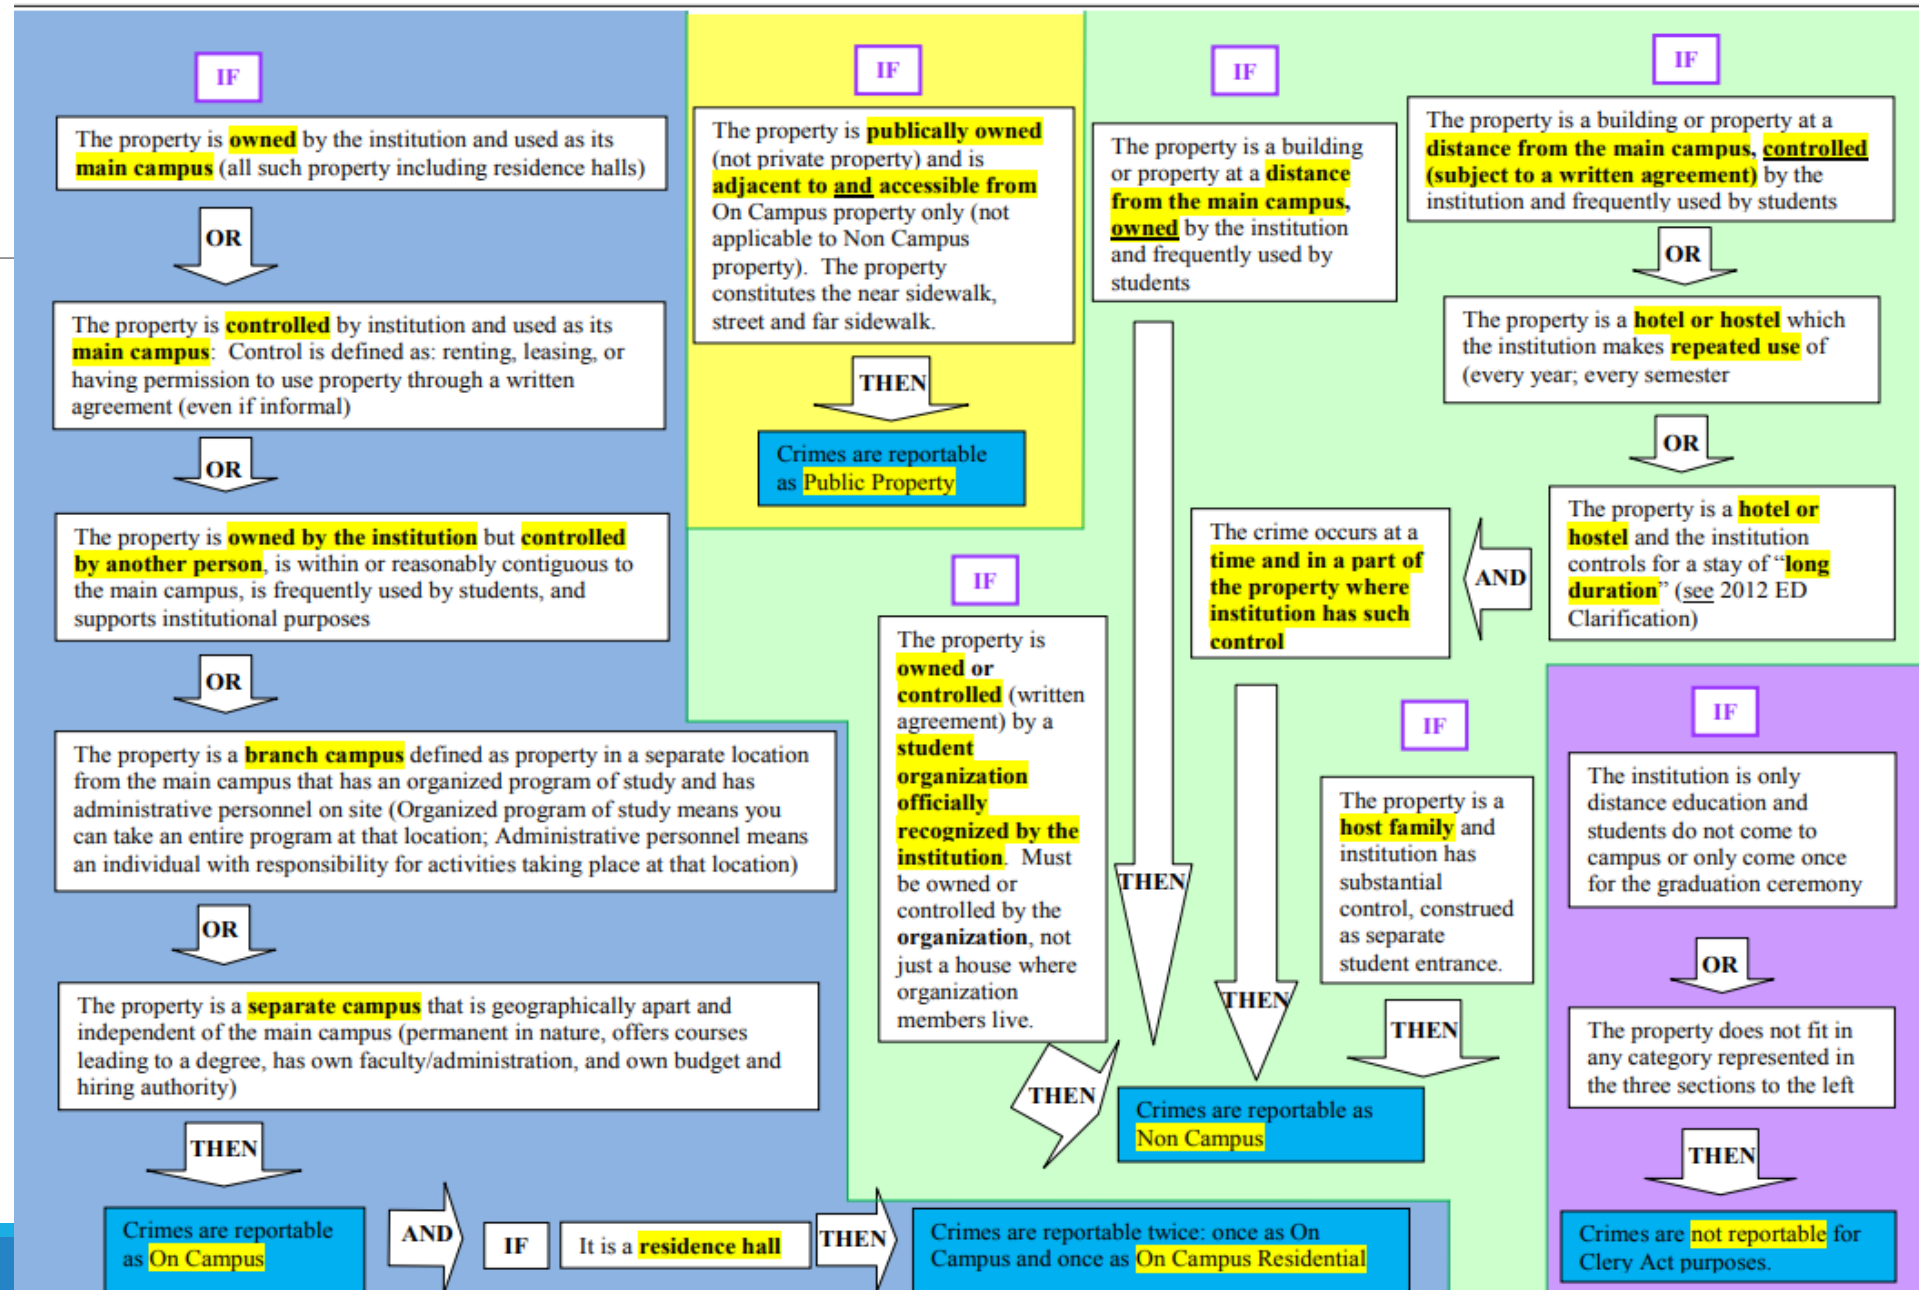 IF
The property is owned by the institution and used as its
main campus (all such property including residence halls)
OR
The property is controlled by institution and used as its
main campus:  Control is defined as: renting, leasing, or
having permission to use property through a written
agreement (even if informal)
OR
The property is owned by the institution but controlled
by another person, is within or reasonably contiguous to
the main campus, is frequently used by students, and
supports institutional purposes
OR
The property is a branch campus defined as property in a separate location
from the main campus that has an organized program of study and has
administrative personnel on site (Organized program of study means you
can take an entire program at that location; Administrative personnel means
an individual with responsibility for activities taking place at that location)
OR
The property is a separate campus that is geographically apart and
independent of the main campus (permanent in nature, offers courses
leading to a degree, has own faculty/administration, and own budget and
hiring authority)
THEN
Crimes are reportable
as On Campus
AND
IF
It is a residence hall
THEN
Crimes are reportable twice: once as On
Campus and once as On Campus Residential
IF
The property is publically owned
(not private property) and is
adjacent to and accessible from
On Campus property only (not
applicable to Non Campus
property).  The property
constitutes the near sidewalk,
street and far sidewalk.
THEN
Crimes are reportable
as Public Property
IF
The property is
owned or
controlled (written
agreement) by a
student
organization
officially
recognized by the
institution.  Must
be owned or
controlled by the
organization, not
just a house where
organization
members live.
THEN
IF
The property is a building
or property at a distance
from the main campus,
owned by the institution
and frequently used by
students
THEN
IF
The property is a building or property at a
distance from the main campus, controlled
(subject to a written agreement) by the
institution and frequently used by students
OR
The property is a hotel or hostel which
the institution makes repeated use of
(every year; every semester
OR
The property is a hotel or
hostel and the institution
controls for a stay of "long
duration" (see 2012 ED
Clarification)
AND
The crime occurs at a
time and in a part of
the property where
institution has such
control
THEN
IF
The property is a
host family and
institution has
substantial
control, construed
as separate
student entrance.
THEN
Crimes are reportable as
Non Campus
IF
The institution is only
distance education and
students do not come to
campus or only come once
for the graduation ceremony
OR
The property does not fit in
any category represented in
the three sections to the left
THEN
Crimes are not reportable for
Clery Act purposes.